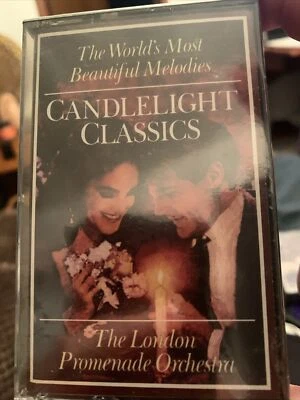 The World's Most
Beautiful Melodies
CANDLELIGHT
CLASSICS
The London
Promenade Orchestra